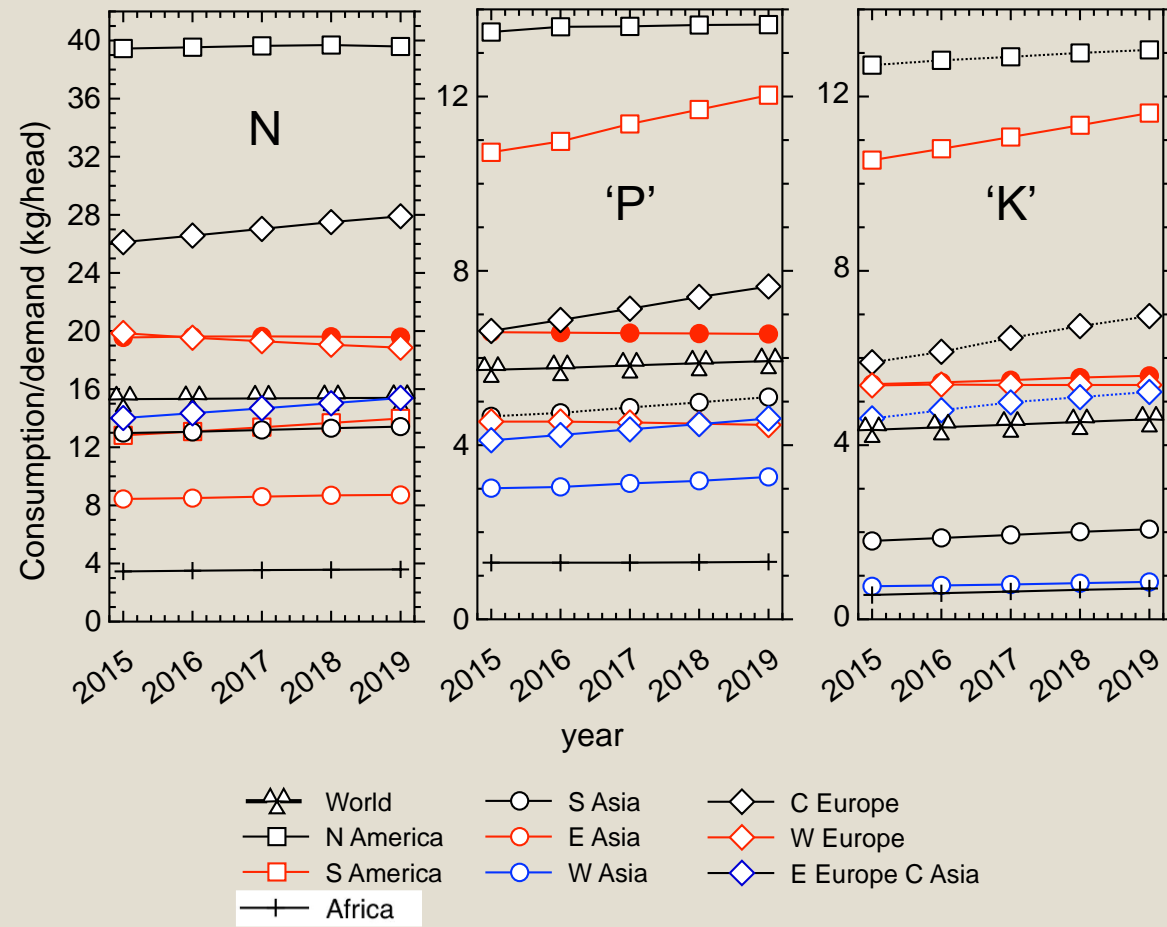 Consumption/demand (kg/head)
40
36
32
28
24
20
16
12
8
4
0
N
2015 2016 2017 2018 2019
12
8
4
0
'P'
2015 2016 2017 2018 2019
12
8
4
0
'K'
2015 2016 2017 2018 2019
year
World S Asia C Europe
N America E Asia W Europe
S America W Asia E Europe C Asia
Africa